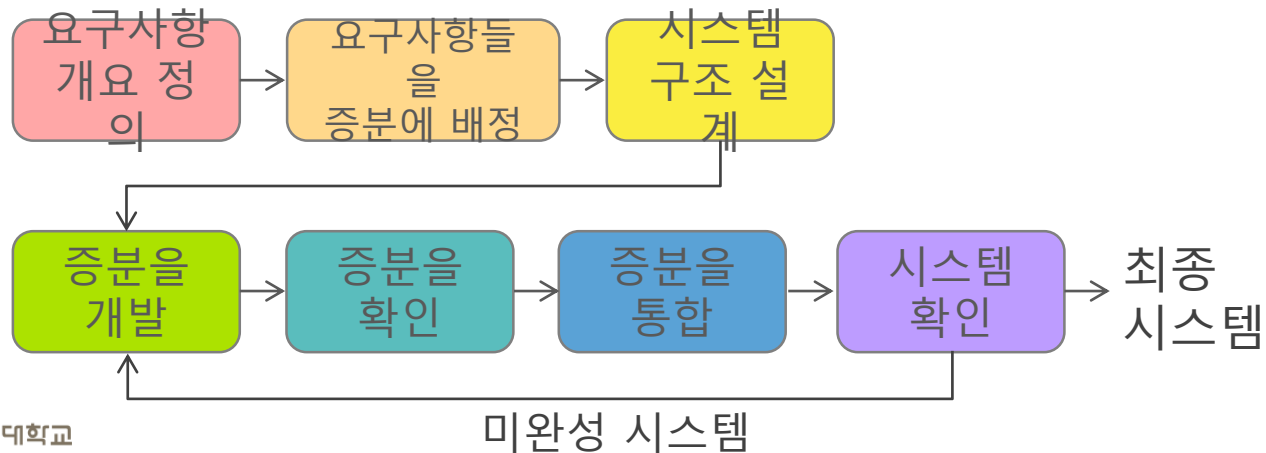 요구사항
개요 정
의
요구사항들
을
증분에 배정
시스템
구조 설
계
증분을
개발
증분을
확인
증분을
통합
시스템
확인
최종
시스템
미완성 시스템
대학교